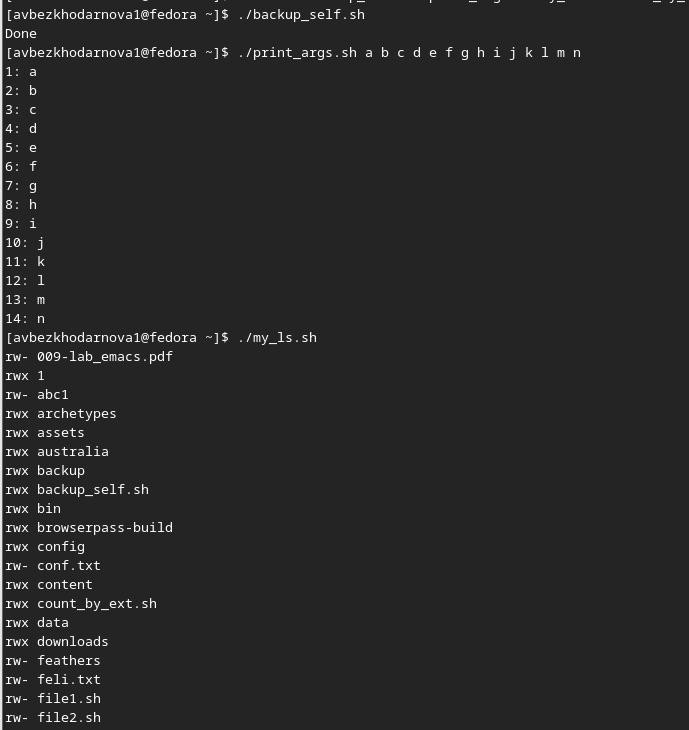 [avbezkhodarnova1@fedora ~]$ ./backup_self.sh
Done
[avbezkhodarnova1@fedora ~]$ ./print_args.sh a b c d e f g h i j k l m n
1: a
2: b
3: c
4: d
5: e
6: f
7: g
8: h
9: i
10: j
11: k
12: l
13: m
14: n
[avbezkhodarnova1@fedora ~]$ ./my_ls.sh
rw- 009-lab_emacs.pdf
rwx 1
rw- abc1
rwx archetypes
rwx assets
rwx australia
rwx backup
rwx backup_self.sh
rwx bin
rwx browserpass-build
rwx config
rw- conf.txt
rwx content
rwx count_by_ext.sh
rwx data
rwx downloads
rw- feathers
rw- feli.txt
rw- file1.sh
rw- file2.sh